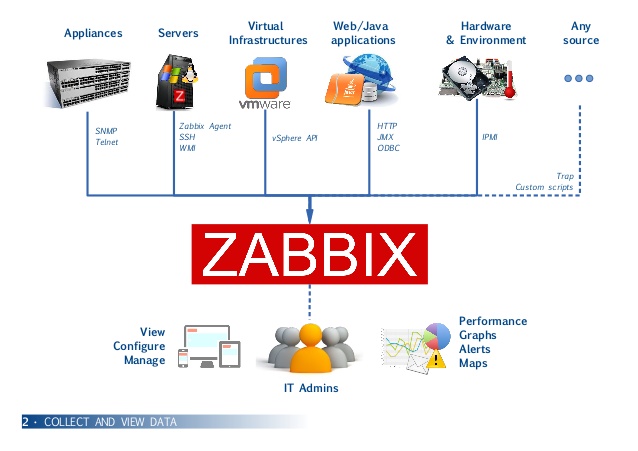 Appliances
Servers
Virtual
Infrastructures
Web/Java
applications
Hardware
& Environment
Any
source
vmware
Z
SNMP
Telnet
Zabbix Agent
SSH
WMI
vSphere API
HTTP
JMX
ODBC
IPMI
Trap
Custom scripts
ZABBIX
View
Configure
Manage
IT Admins
Performance
Graphs
Alerts
Maps
2 · COLLECT AND VIEW DATA